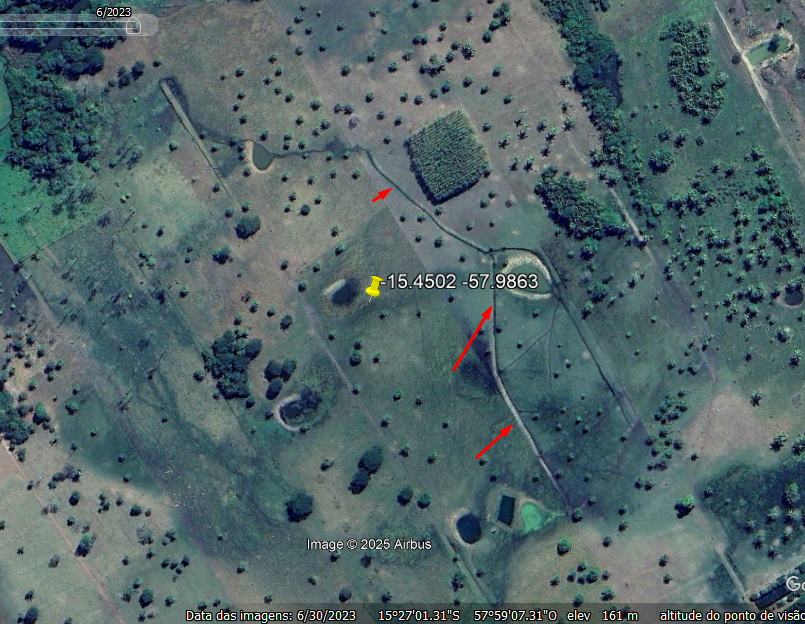 6/2023
-15.4502 -57.9863
Image © 2025 Airbus
Data das imagens: 6/30/2023 15°27'01.31"S 57°59'07.31"O elev 161 m altitude do ponto de visão